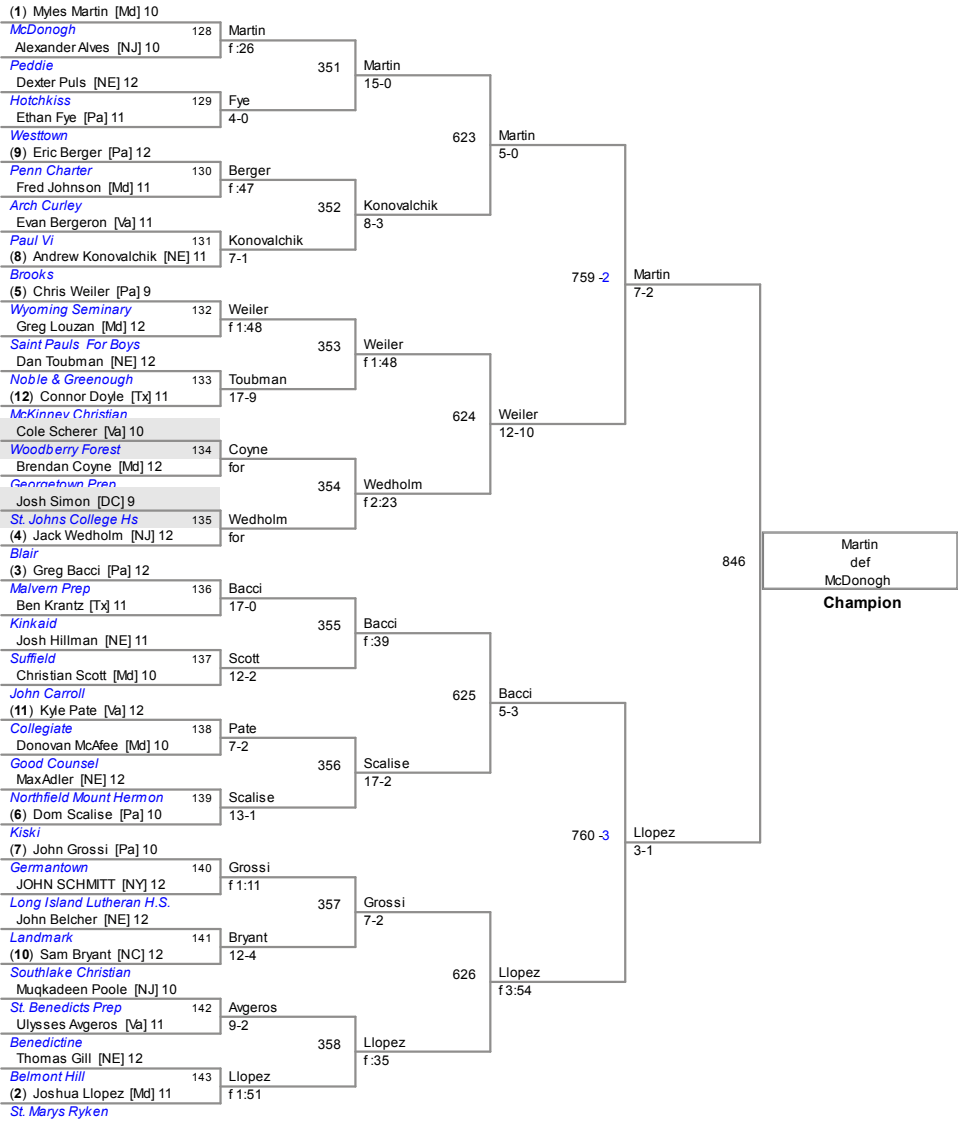 (1) Myles Martin [Md] 10
McDonogh 128
Alexander Alves [NJ] 10
Peddie
Dexter Puls [NE] 12
Hotchkiss 129
Ethan Fye [Pa] 11
Westtown
(9) Eric Berger [Pa] 12
Penn Charter 130
Fred Johnson [Md] 11
Arch Curley
Evan Bergeron [Va] 11
Paul Vi 131
(8) Andrew Konovalchik [NE] 11
Brooks
(5) Chris Weiler [Pa] 9
Wyoming Seminary 132
Greg Louzan [Md] 12
Saint Pauls For Boys
Dan Toubman [NE] 12
Noble & Greenough 133
(12) Connor Doyle [Tx] 11
McKinney Christian
Cole Scherer [Va] 10
Woodberry Forest 134
Brendan Coyne [Md] 12
Georgetown Prep
Josh Simon [DC] 9
St. Johns College Hs 135
(4) Jack Wedholm [NJ] 12
Blair
(3) Greg Bacci [Pa] 12
Malvern Prep 136
Ben Krantz [Tx] 11
Kinkaid
Josh Hillman [NE] 11
Suffield 137
Christian Scott [Md] 10
John Carroll
(11) Kyle Pate [Va] 12
Collegiate 138
Donovan McAfee [Md] 10
Good Counsel
MaxAdler [NE] 12
Northfield Mount Hermon 139
(6) Dom Scalise [Pa] 10
Kiski
(7) John Grossi [Pa] 10
Germantown 140
JOHN SCHMITT [NY] 12
Long Island Lutheran H.S.
John Belcher [NE] 12
Landmark 141
(10) Sam Bryant [NC] 12
Southlake Christian
Muqkadeen Poole [NJ] 10
St. Benedicts Prep 142
Ulysses Avgeros [Va] 11
Benedictine
Thomas Gill [NE] 12
Belmont Hill 143
(2) Joshua Llopez [Md] 11
St. Marys Ryken
Martin
f :26
Fye
4-0
Berger
f :47
Konovalchik
7-1
Weiler
f 1:48
Toubman
17-9
Coyne
for
Wedholm
for
Bacci
17-0
Scott
12-2
Pate
7-2
Scalise
13-1
Grossi
f 1:11
Bryant
12-4
Avgeros
9-2
Llopez
f 1:51
351
352
353
354
355
356
357
358
Martin
15-0
Konovalchik
8-3
Weiler
f 1:48
Wedholm
f 2:23
Bacci
f :39
Scalise
17-2
Grossi
7-2
Llopez
f :35
623
624
625
626
Martin
5-0
Weiler
12-10
Bacci
5-3
Llopez
f 3:54
759 -2
760 -3
Martin
7-2
Llopez
3-1
846
Martin
def
McDonogh
Champion